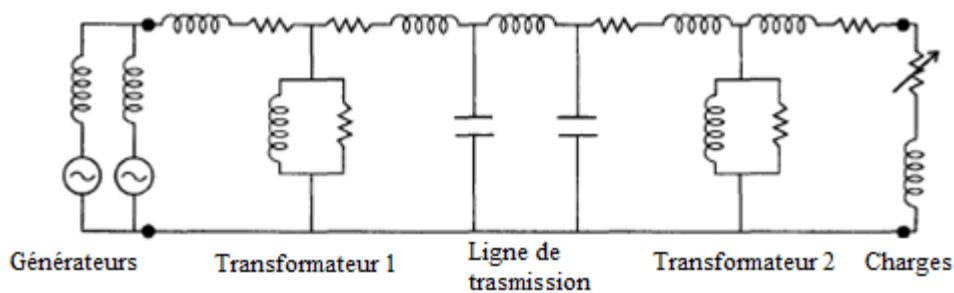 Générateurs
Transformateur 1
Ligne de
trasmission
Transformateur 2
Charges